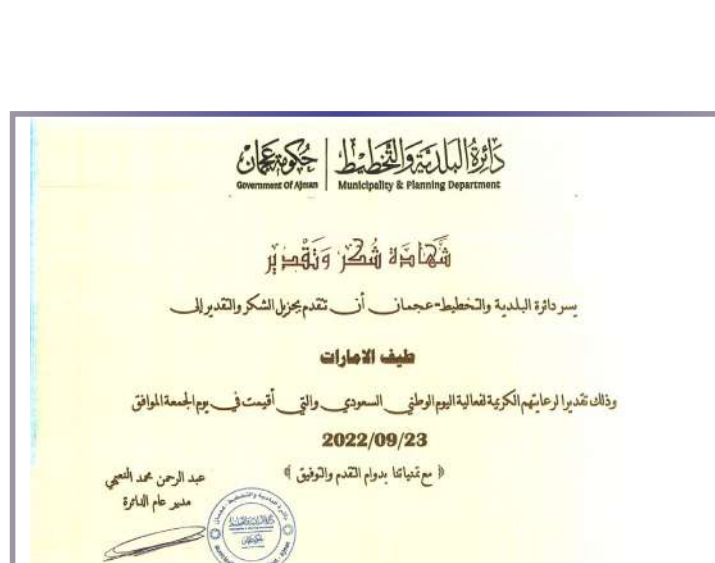 دائرة البلدية والتخطيط
Municipality & Planning Department
حكومة عجمان
Government Of Ajman
شهادة شكر وتقدير
يسر دائرة البلدية والتخطيط-عجمان أن تتقدم بجزيل الشكر والتقدير إلى
طيف الامارات
وذلك تقديرا لرعايتهم الكريمة لفعالية اليوم الوطني السعودي والتي أقيمت في يوم الجمعة الموافق
2022/09/23
﴿ مع تمنياتنا بدوام التقدم والتوفيق ﴾
عبد الرحمن محمد النعيمي
مدير عام الدائرة